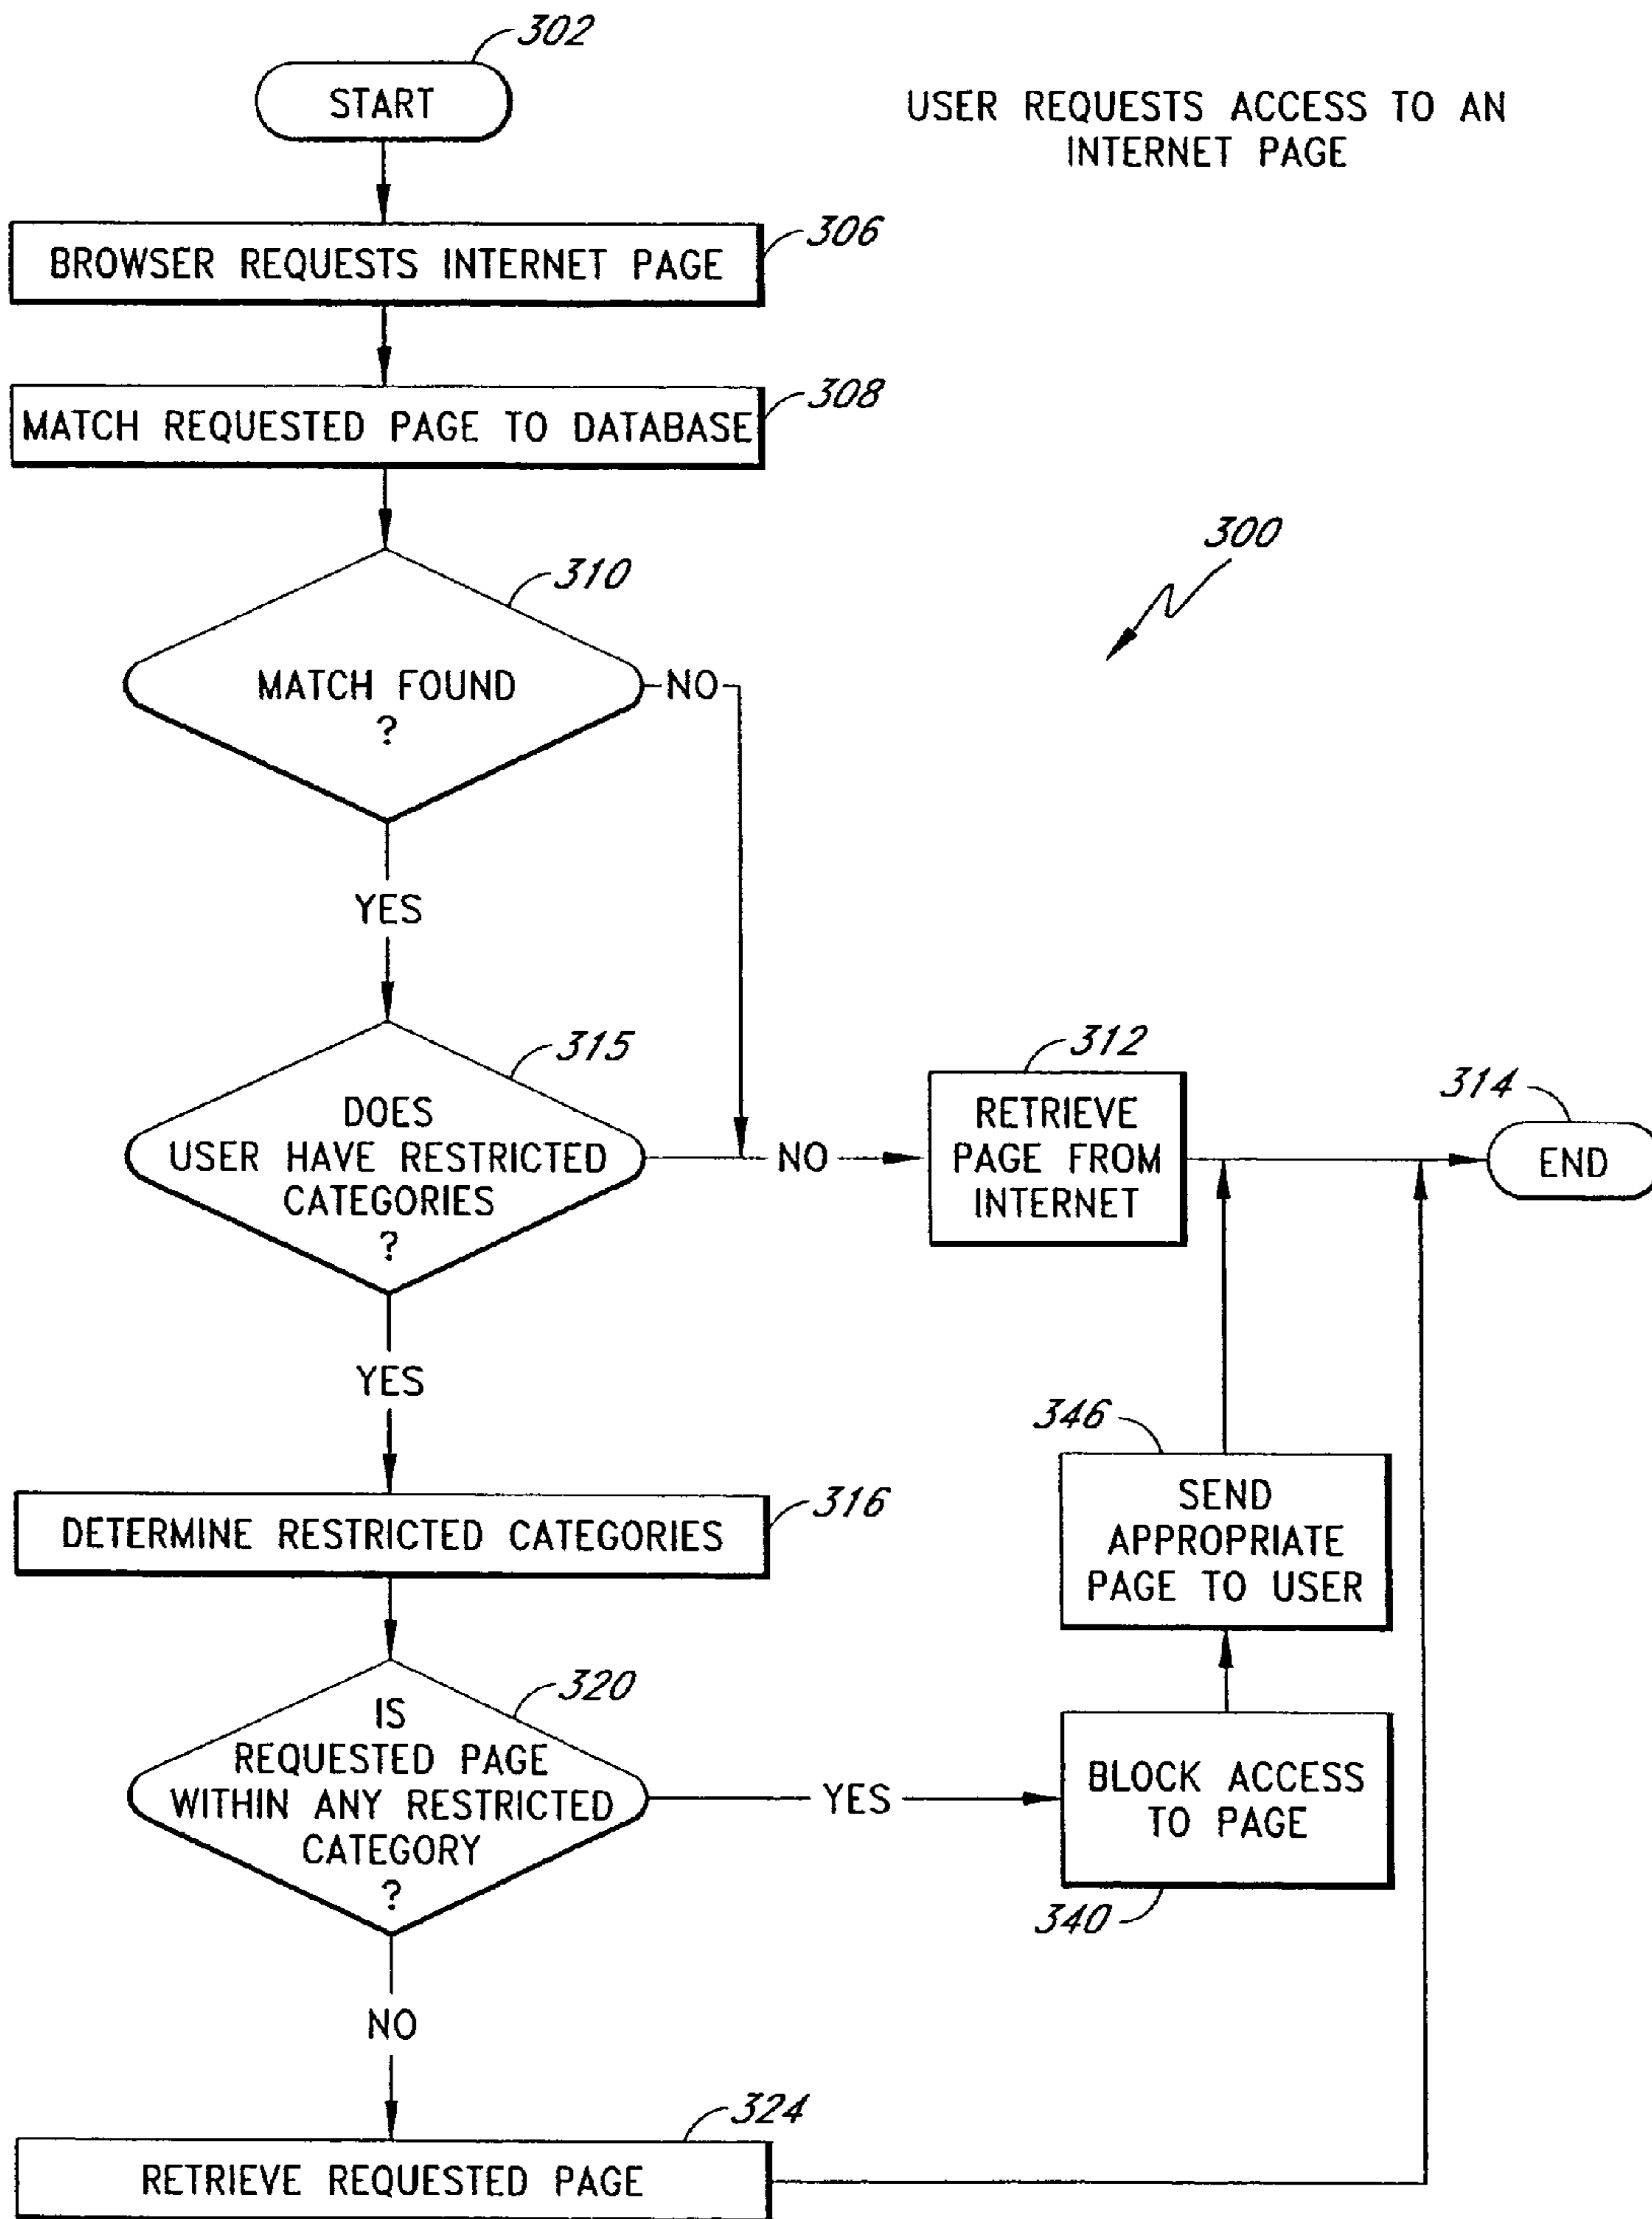 302
START
USER REQUESTS ACCESS TO AN
INTERNET PAGE
306
BROWSER REQUESTS INTERNET PAGE
308
MATCH REQUESTED PAGE TO DATABASE
300
310
MATCH FOUND
?
NO
YES
315
DOES
USER HAVE RESTRICTED
CATEGORIES
?
NO
312
RETRIEVE
PAGE FROM
INTERNET
314
END
YES
316
DETERMINE RESTRICTED CATEGORIES
346
SEND
APPROPRIATE
PAGE TO USER
320
IS
REQUESTED PAGE
WITHIN ANY RESTRICTED
CATEGORY
?
YES
BLOCK ACCESS
TO PAGE
340
NO
324
RETRIEVE REQUESTED PAGE